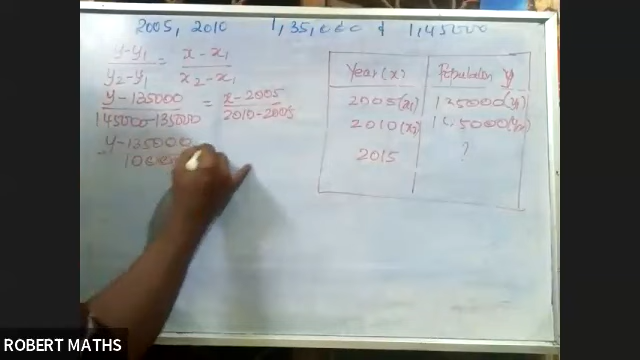 2005, 2010 1,35,000 & 1,45000
y-y₁ / y₂-y₁ = x-x₁ / x₂-x₁
y-135000 / 145000-135000 = x-2005 / 2010-2005
y-135000
Year (x) Population y
2005(x₁) 135000(y₁)
2010(x₂) 145000(y₂)
2015 ?
ROBERT MATHS